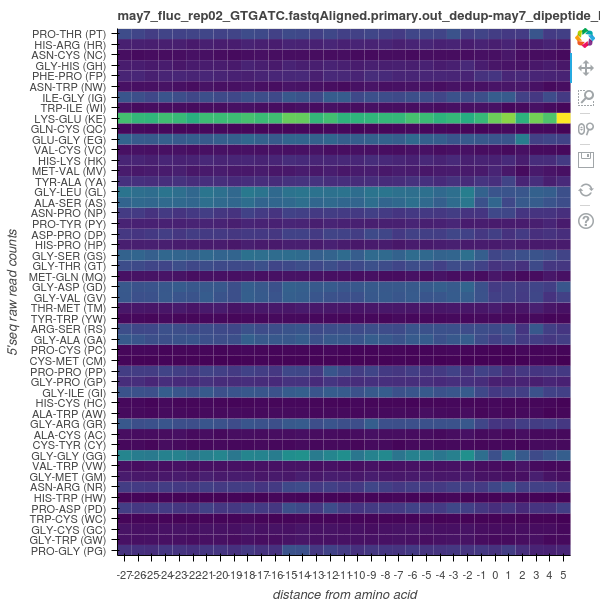 may7_fluc_rep02_GTGATC.fastqAligned.primary.out_dedup-may7_dipeptide_
PRO-THR (PT)
HIS-ARG (HR)
ASN-CYS (NC)
GLY-HIS (GH)
PHE-PRO (FP)
ASN-TRP (NW)
ILE-GLY (IG)
TRP-ILE (WI)
LYS-GLU (KE)
GLN-CYS (QC)
GLU-GLY (EG)
VAL-CYS (VC)
HIS-LYS (HK)
MET-VAL (MV)
TYR-ALA (YA)
GLY-LEU (GL)
ALA-SER (AS)
ASN-PRO (NP)
PRO-TYR (PY)
ASP-PRO (DP)
HIS-PRO (HP)
GLY-SER (GS)
GLY-THR (GT)
MET-GLN (MQ)
GLY-ASP (GD)
GLY-VAL (GV)
THR-MET (TM)
TYR-TRP (YW)
ARG-SER (RS)
GLY-ALA (GA)
PRO-CYS (PC)
CYS-MET (CM)
PRO-PRO (PP)
GLY-PRO (GP)
GLY-ILE (GI)
HIS-CYS (HC)
ALA-TRP (AW)
GLY-ARG (GR)
ALA-CYS (AC)
CYS-TYR (CY)
GLY-GLY (GG)
VAL-TRP (VW)
GLY-MET (GM)
ASN-ARG (NR)
HIS-TRP (HW)
PRO-ASP (PD)
TRP-CYS (WC)
GLY-CYS (GC)
GLY-TRP (GW)
PRO-GLY (PG)
5'seq raw read counts
-27-26-25-24-23-22-21-20-19-18-17-16-15-14-13-12-11-10 -9 -8 -7 -6 -5 -4 -3 -2 -1 0 1 2 3 4 5
distance from amino acid